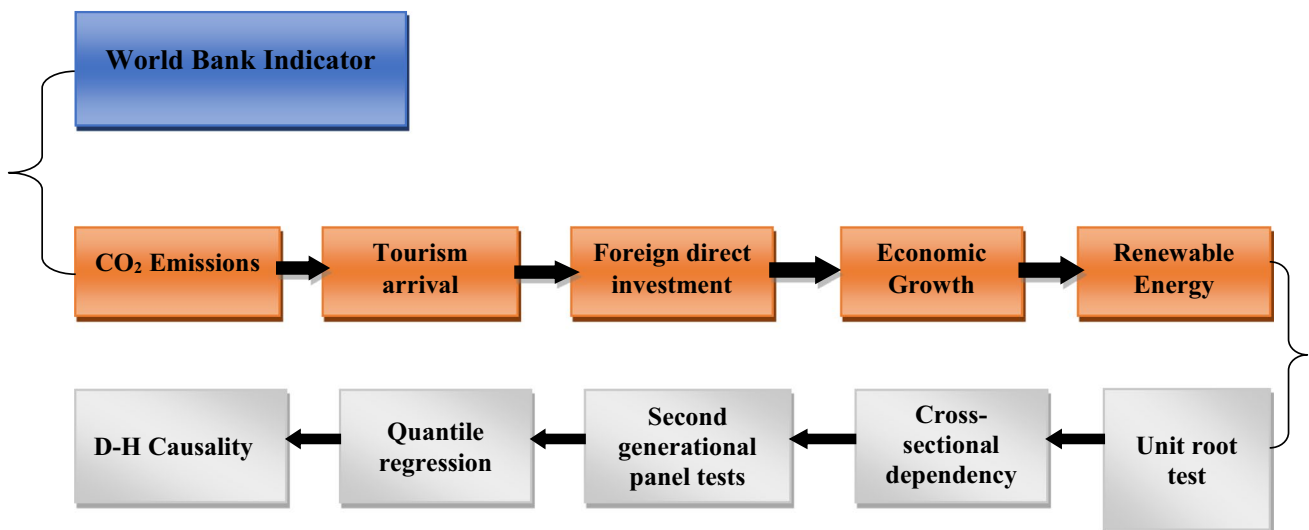 World Bank Indicator
CO₂ Emissions
Tourism
arrival
Foreign direct
investment
Economic
Growth
Renewable
Energy
D-H Causality
Quantile
regression
Second
generational
panel tests
Cross-
sectional
dependency
Unit root
test